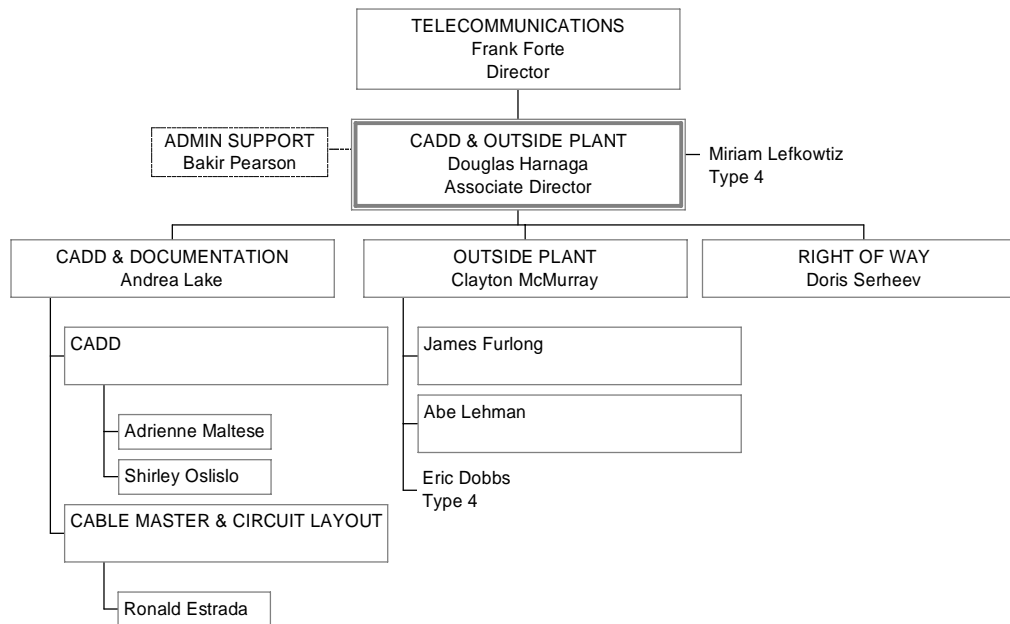 TELECOMMUNICATIONS
Frank Forte
Director
ADMIN SUPPORT
Bakir Pearson
CADD & OUTSIDE PLANT
Douglas Harnaga
Associate Director
Miriam Lefkowtiz
Type 4
CADD & DOCUMENTATION
Andrea Lake
OUTSIDE PLANT
Clayton McMurray
RIGHT OF WAY
Doris Serheev
CADD
Adrienne Maltese
Shirley Oslislo
CABLE MASTER & CIRCUIT LAYOUT
Ronald Estrada
James Furlong
Abe Lehman
Eric Dobbs
Type 4